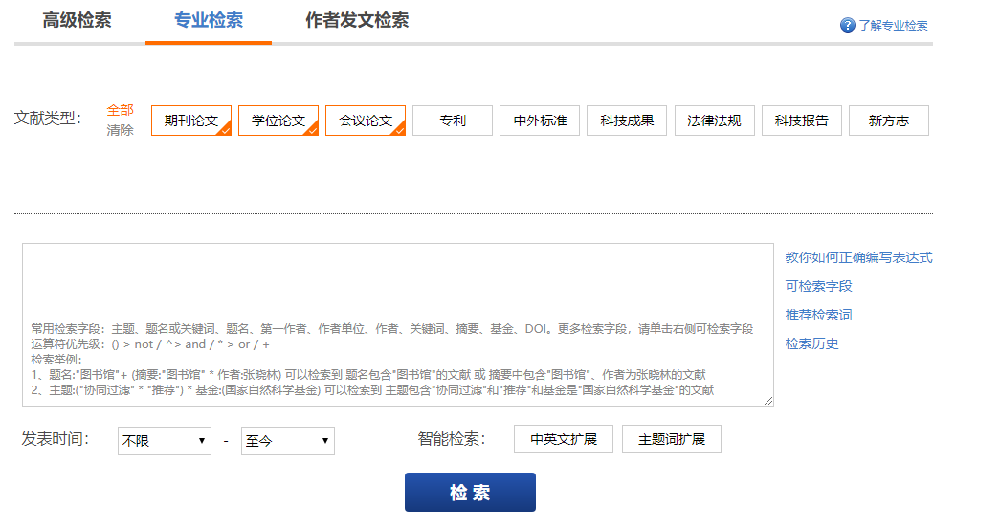 高级检索 专业检索 作者发文检索 ? 了解专业检索
文献类型: 全部 清除 期刊论文 学位论文 会议论文 专利 中外标准 科技成果 法律法规 科技报告 新方志
教你如何正确编写表达式
可检索字段
推荐检索词
检索历史
常用检索字段：主题、题名或关键词、题名、第一作者、作者单位、作者、关键词、摘要、基金、DOI。更多检索字段，请单击右侧可检索字段
运算符优先级：() > not / ^ > and / * > or / +
检索举例：
1、题名:"图书馆"+ (摘要:"图书馆" * 作者:张晓林) 可以检索到 题名包含"图书馆"的文献 或 摘要中包含"图书馆"、作者为张晓林的文献
2、主题:("协同过滤" * "推荐") * 基金:(国家自然科学基金) 可以检索到 主题包含"协同过滤"和"推荐"和基金是"国家自然科学基金"的文献
发表时间： 不限 - 至今 智能检索： 中英文扩展 主题词扩展
检 索